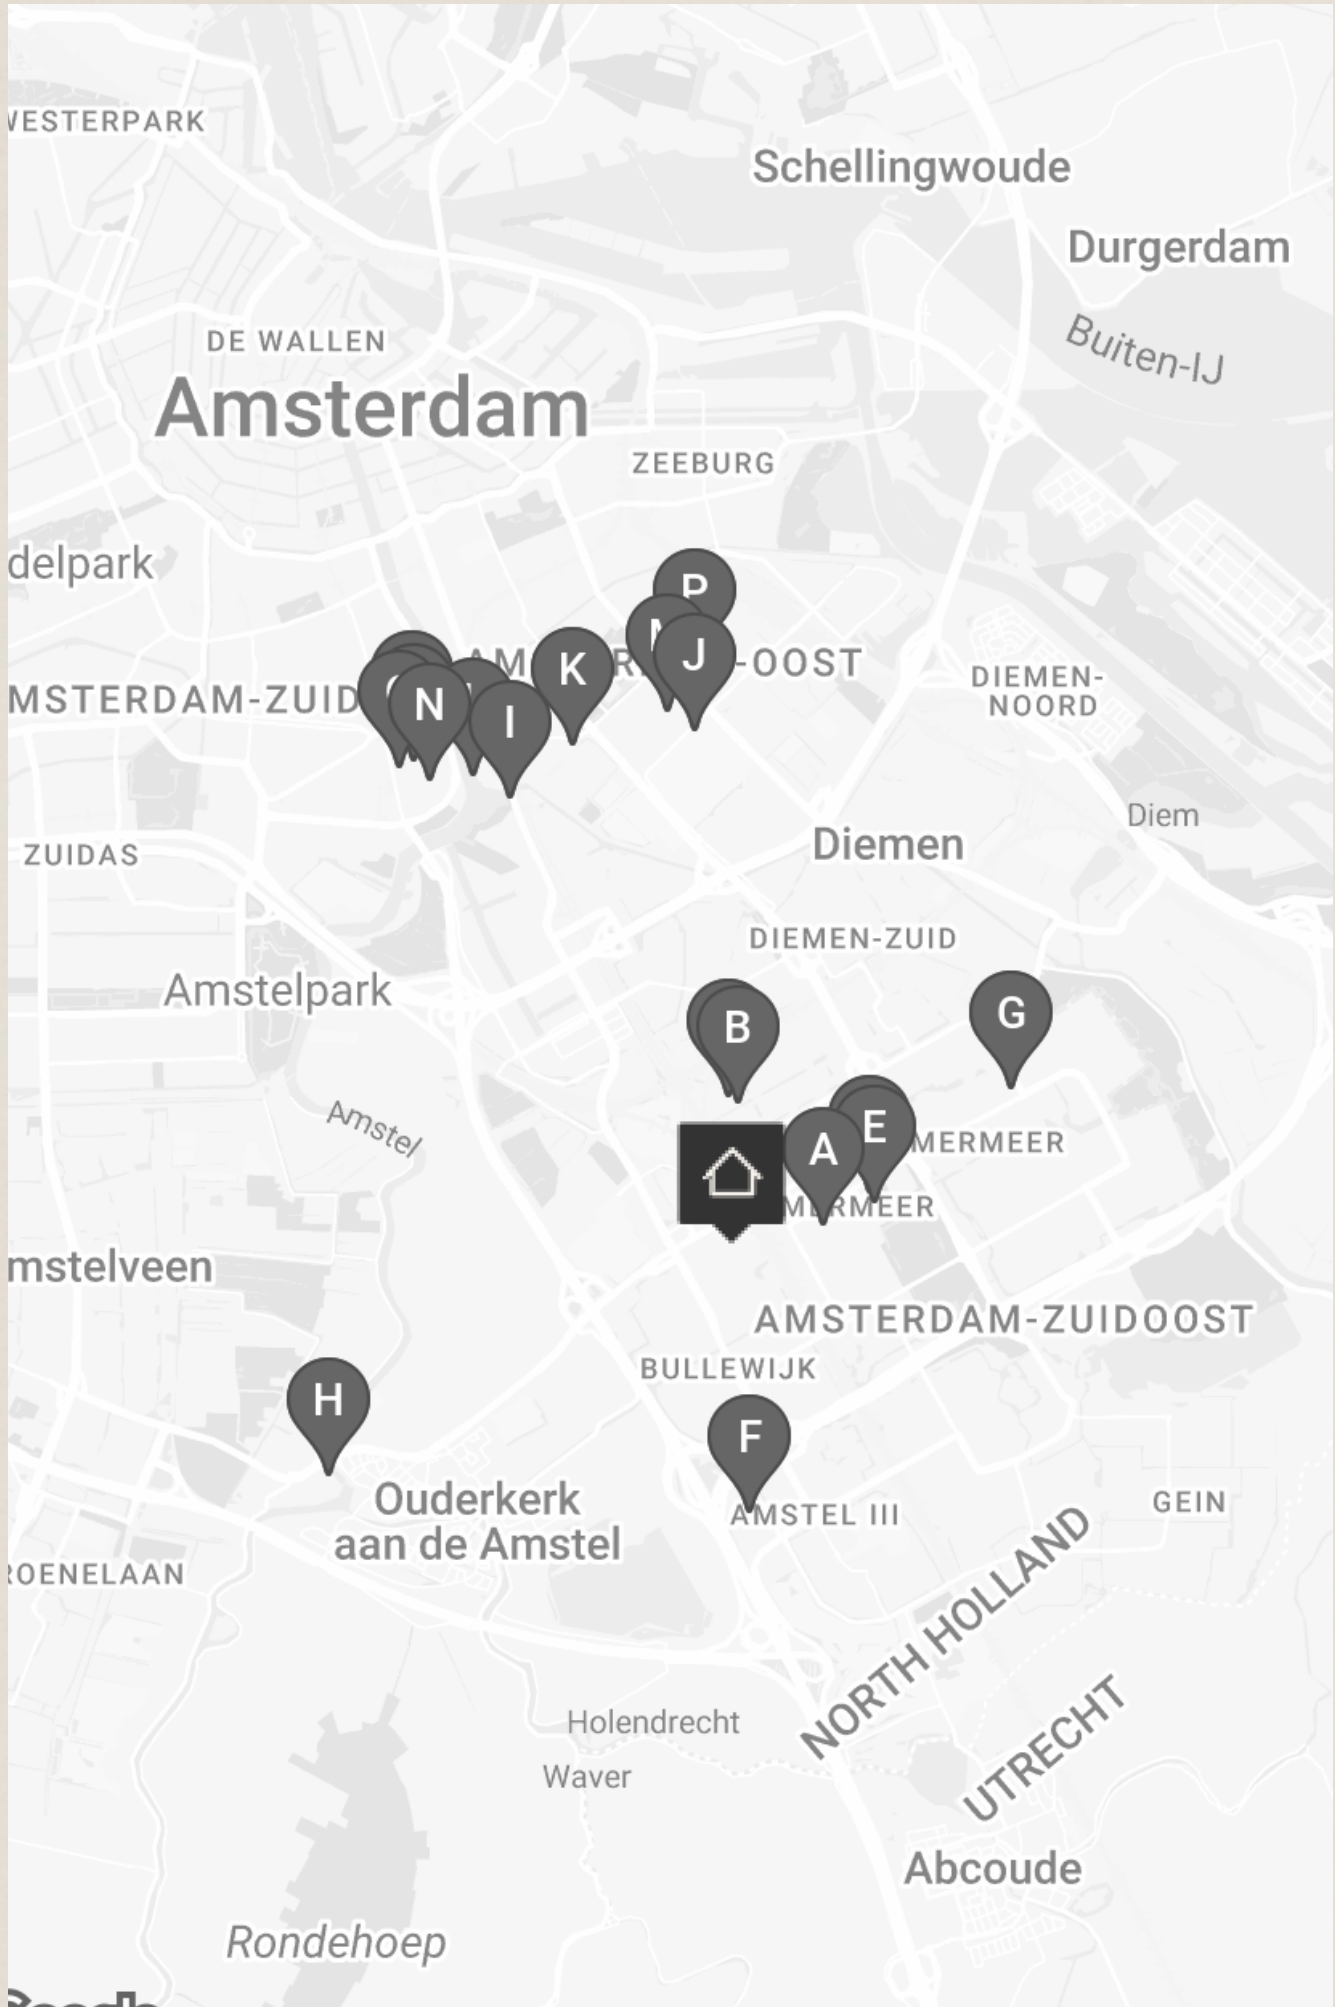 WESTERPARK
Schellingwoude
Durgerdam
Buiten-IJ
DE WALLEN
Amsterdam
ZEEBURG
delpark
P
K
J
-OOST
MSTERDAM-ZUID
N
I
DIEMEN-
NOORD
Diem
Diemen
ZUIDAS
DIEMEN-ZUID
Amstelpark
B
G
Amstel
A
E
MERMEER
MERMEER
mstelveen
AMSTERDAM-ZUIDOOST
BULLEWIJK
H
F
Ouderkerk
aan de Amstel
AMSTEL III
GEIN
ROENELAAN
NORTH HOLLAND
UTRECHT
Holendrecht
Waver
Abcoude
Rondehoep